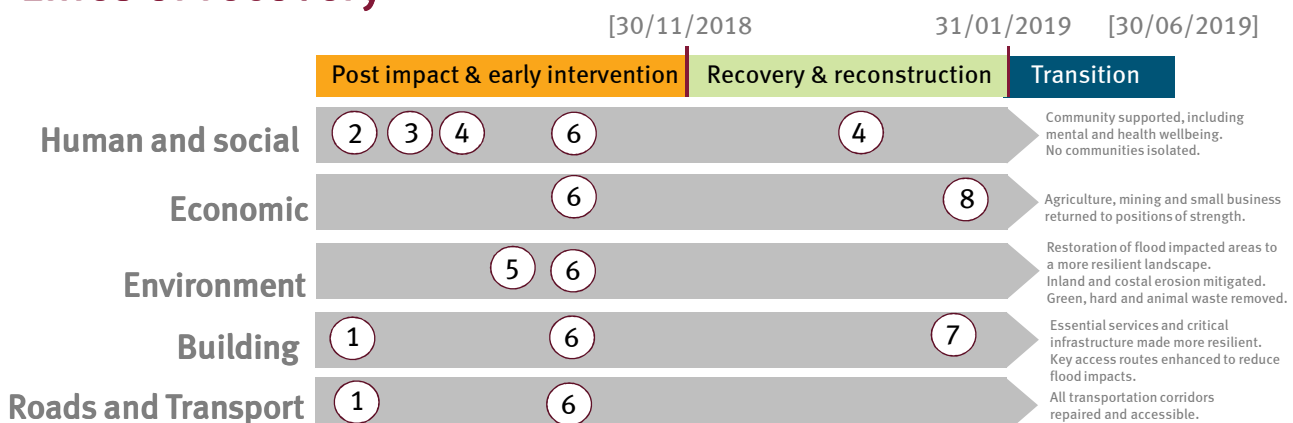 [30/11/2018 31/01/2019 [30/06/2019]
Post impact & early intervention Recovery & reconstruction Transition
Human and social 2 3 4 6 4
Community supported, including
mental and health wellbeing.
No communities isolated.
Economic 6 8
Agriculture, mining and small business
returned to positions of strength.
Environment 5 6
Restoration of flood impacted areas to
a more resilient landscape.
Inland and costal erosion mitigated.
Green, hard and animal waste removed.
Building 1 6 7
Essential services and critical
infrastructure made more resilient.
Key access routes enhanced to reduce
flood impacts.
Roads and Transport 1 6
All transportation corridors
repaired and accessible.